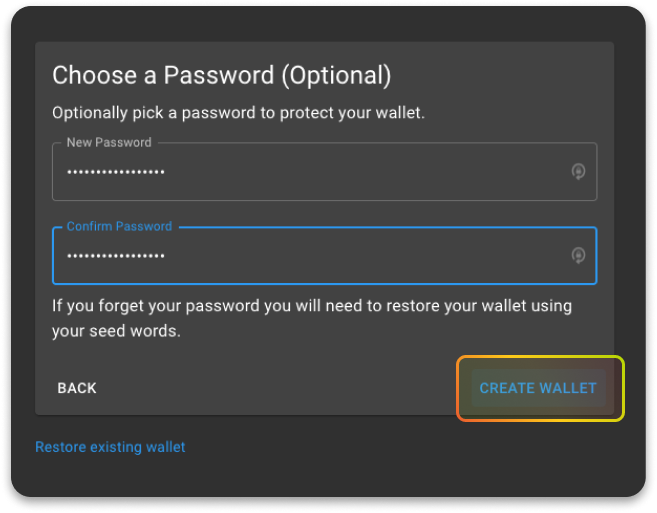 Choose a Password (Optional)
Optionally pick a password to protect your wallet.
New Password
•••••••••••••••••
Confirm Password
•••••••••••••••••
If you forget your password you will need to restore your wallet using
your seed words.
BACK
CREATE WALLET
Restore existing wallet